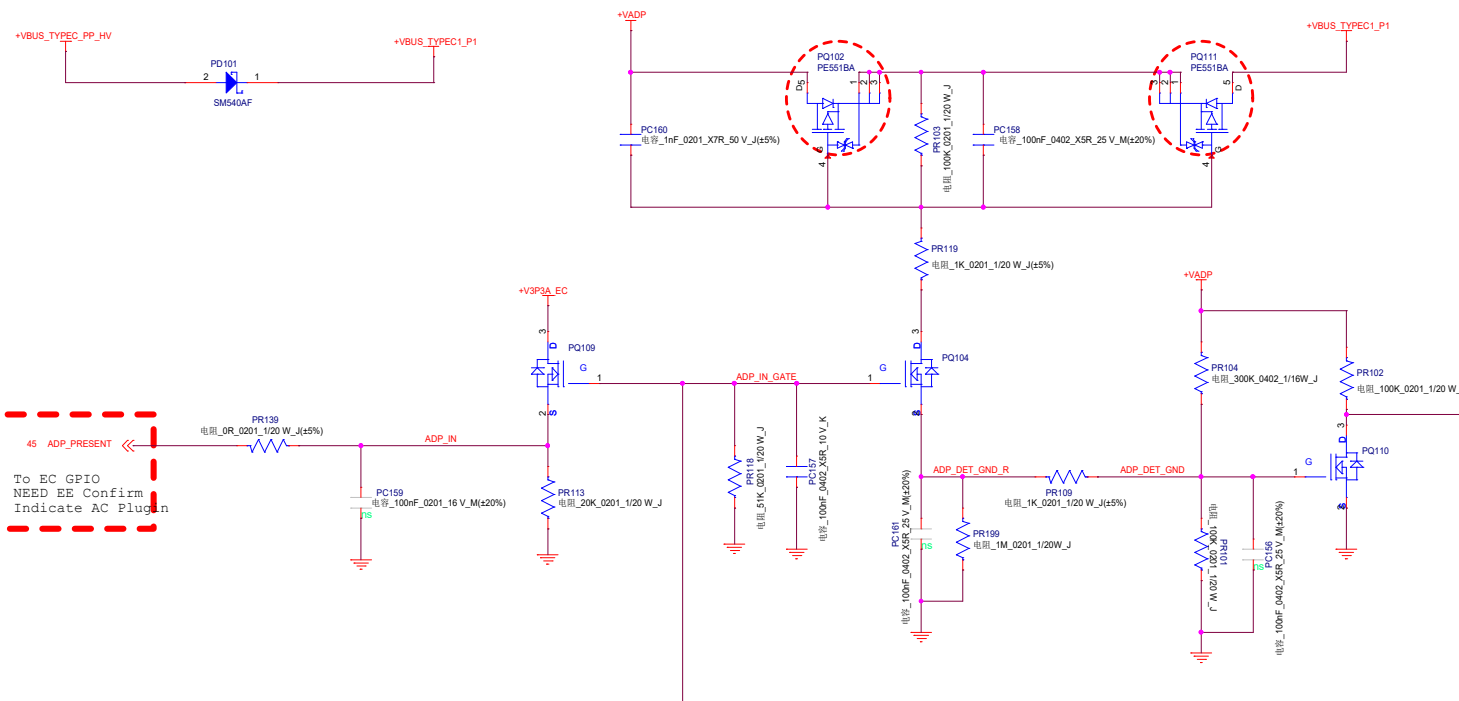 +VBUS_TYPEC_PP_HV
PD101
2
1
SM540AF
+VBUS_TYPEC1_P1
+VADP
PQ102
PE551BA
D
5
1
2
3
G
4
PC160
电容_1nF_0201_X7R_50 V_J(±5%)
PR103
电阻_100K_0201_1/20 W_J
PC158
电容_100nF_0402_X5R_25 V_M(±20%)
+VBUS_TYPEC1_P1
PQ111
PE551BA
3
2
1
5
D
G
4
PR119
电阻_1K_0201_1/20 W_J(±5%)
+V3P3A_EC
3
D
PQ109
G
1
2
S
ADP_IN_GATE
1
G
3
D
PQ104
S
+VADP
PR104
电阻_300K_0402_1/16W_J
PR102
电阻_100K_0201_1/20 W_
3
D
PQ110
G
1
S
45 ADP_PRESENT
PR139
电阻_0R_0201_1/20 W_J(±5%)
ADP_IN
To EC GPIO
NEED EE Confirm
Indicate AC Plugin
PC159
电容_100nF_0201_16 V_M(±20%)
ns
PR113
电阻_20K_0201_1/20 W_J
PR118
电阻_51K_0201_1/20 W_J
PC157
电容_100nF_0402_X5R_10 V_K
ADP_DET_GND_R
ADP_DET_GND
PR109
电阻_1K_0201_1/20 W_J(±5%)
PC161
电容_100nF_0402_X5R_25 V_M(±20%)
ns
PR199
电阻_1M_0201_1/20W_J
PR101
电阻_100K_0201_1/20 W_J
PC156
电容_100nF_0402_X5R_25 V_M(±20%)
ns